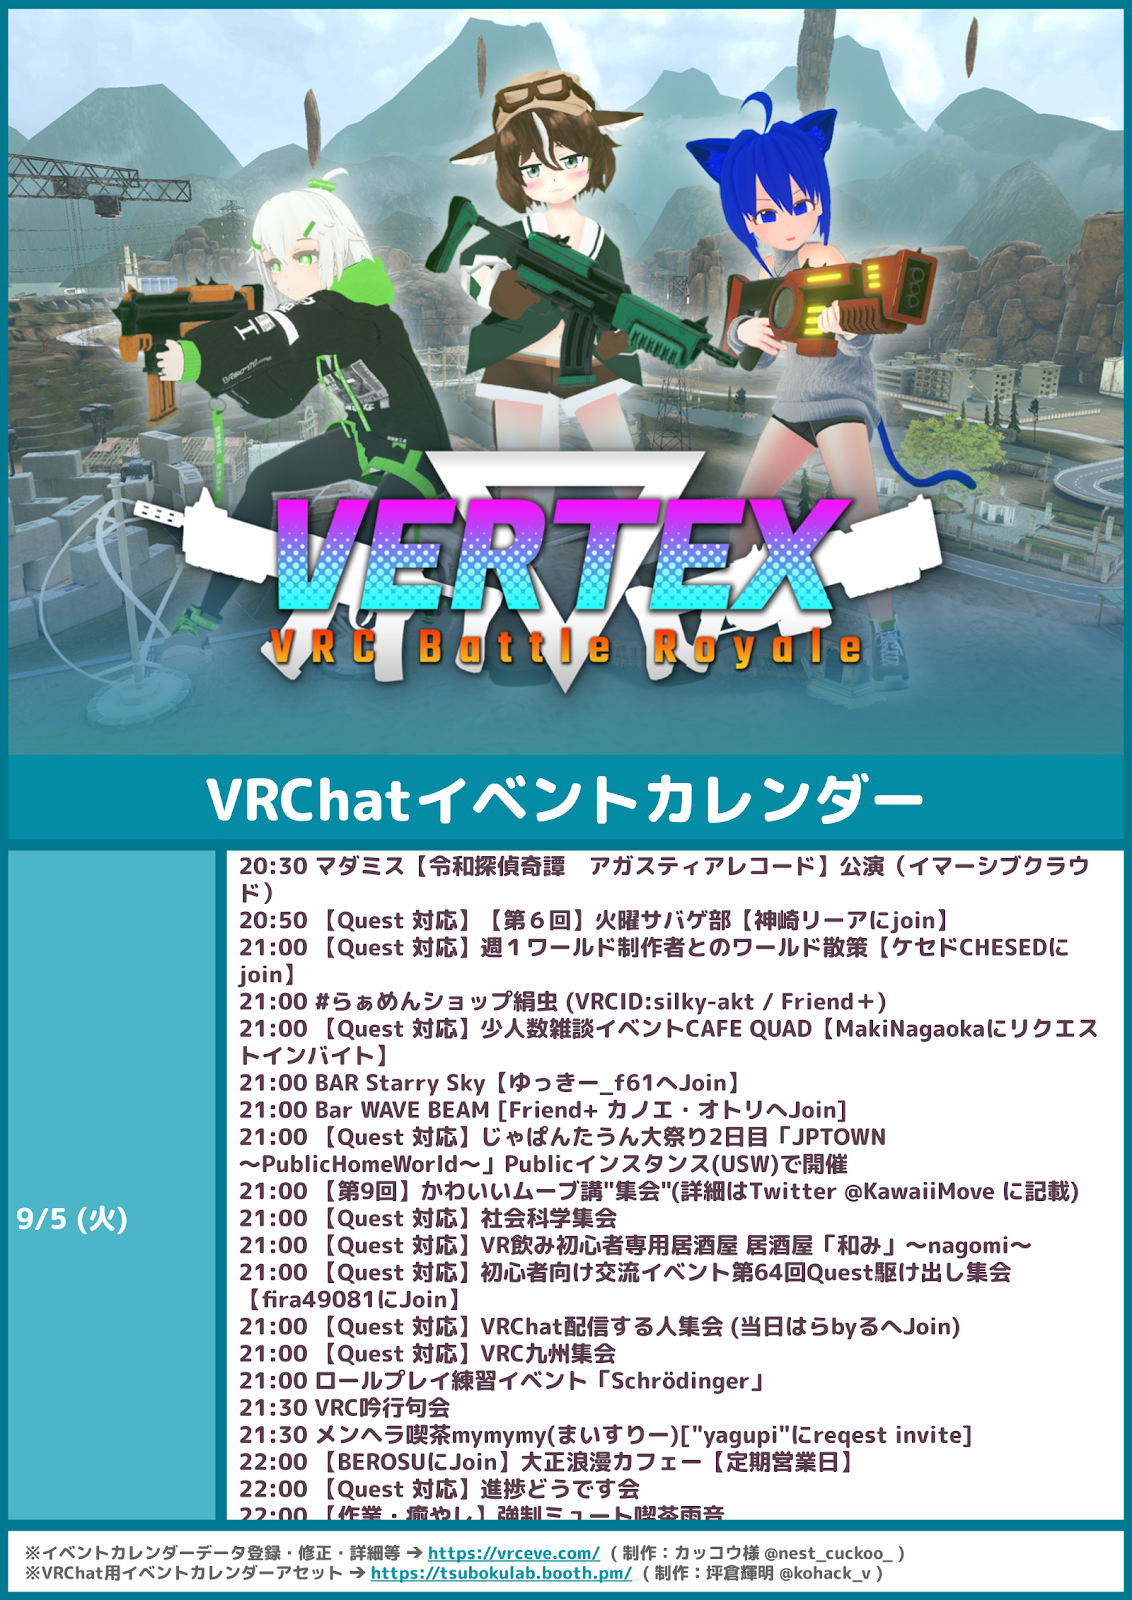 VERTEX
VRC Battle Royale
VRChatイベントカレンダー
9/5 (火)
20:30 マダミス【令和探偵奇譚　アガスティアレコード】公演（イマーシブクラウ
ド）
20:50 【Quest 対応】【第６回】火曜サバゲ部【神崎リーアにjoin】
21:00 【Quest 対応】週１ワールド制作者とのワールド散策【ケセドCHESEDに
join】
21:00 #らぁめんショップ絹虫 (VRCID:silky-akt / Friend＋)
21:00 【Quest 対応】少人数雑談イベントCAFE QUAD【MakiNagaokaにリクエス
トインバイト】
21:00 BAR Starry Sky【ゆっきー_f61へJoin】
21:00 Bar WAVE BEAM [Friend+ カノエ・オトリへJoin]
21:00 【Quest 対応】じゃぱんたうん大祭り2日目「JPTOWN
～PublicHomeWorld～」Publicインスタンス(USW)で開催
21:00 【第9回】かわいいムーブ講"集会"(詳細はTwitter @KawaiiMove に記載)
21:00 【Quest 対応】社会科学集会
21:00 【Quest 対応】VR飲み初心者専用居酒屋 居酒屋「和み」～nagomi～
21:00 【Quest 対応】初心者向け交流イベント第64回Quest駆け出し集会
【fira49081にJoin】
21:00 【Quest 対応】VRChat配信する人集会 (当日はらbyるへJoin)
21:00 【Quest 対応】VRC九州集会
21:00 ロールプレイ練習イベント「Schrödinger」
21:30 VRC吟行句会
21:30 メンヘラ喫茶mymymy(まいすりー)["yagupi"にreqest invite]
22:00 【BEROSUにJoin】大正浪漫カフェー【定期営業日】
22:00 【Quest 対応】進捗どうです会
22:00 【作業・癒やし】強制ミュート喫茶雨音
※イベントカレンダーデータ登録・修正・詳細等 ➔ https://vrceve.com/ （ 制作：カッコウ様 @nest_cuckoo_ ）
※VRChat用イベントカレンダーアセット ➔ https://tsubokulab.booth.pm/ （ 制作：坪倉輝明 @kohack_v ）